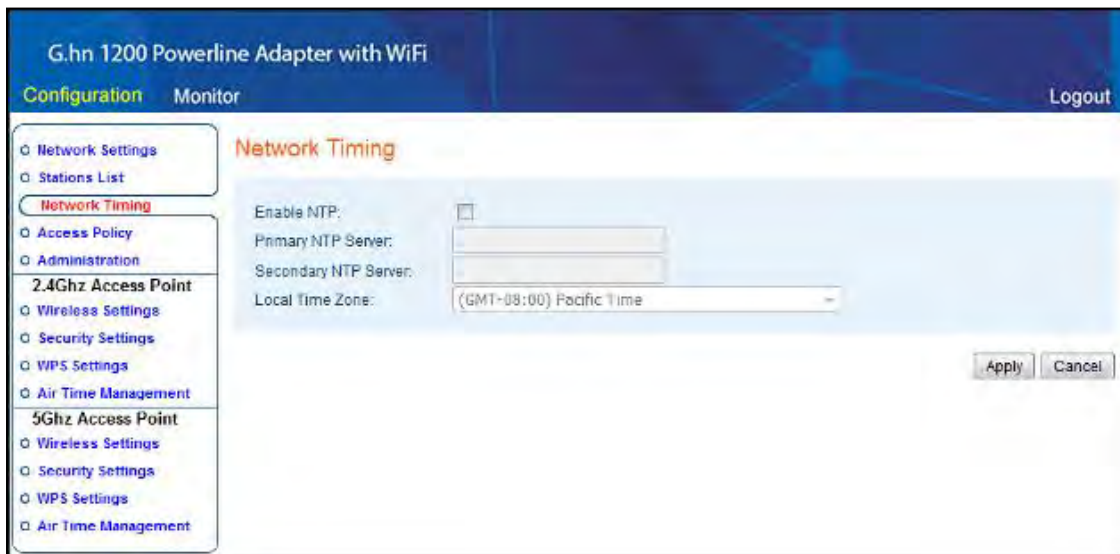 G.hn 1200 Powerline Adapter with WiFi
Configuration Monitor Logout
Network Settings
Stations List
Network Timing
Access Policy
Administration
2.4Ghz Access Point
Wireless Settings
Security Settings
WPS Settings
Air Time Management
5Ghz Access Point
Wireless Settings
Security Settings
WPS Settings
Air Time Management
Network Timing
Enable NTP:
Primary NTP Server:
Secondary NTP Server:
Local Time Zone: (GMT-08:00) Pacific Time
Apply Cancel